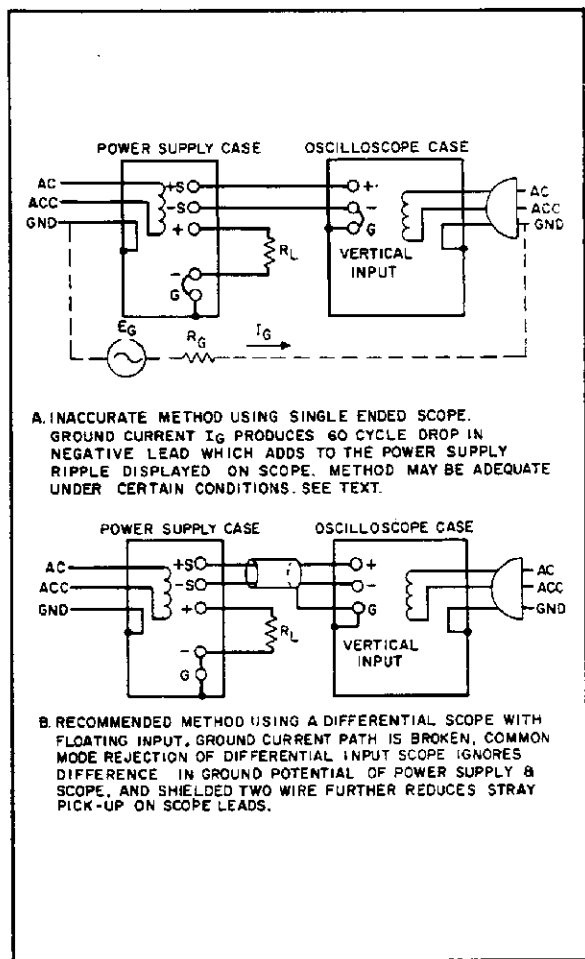 POWER SUPPLY CASE OSCILLOSCOPE CASE
AC +S + AC
ACC -S - ACC
GND + G GND
RL VERTICAL
INPUT
-
G
EG RG IG
A. INACCURATE METHOD USING SINGLE ENDED SCOPE.
GROUND CURRENT IG PRODUCES 60 CYCLE DROP IN
NEGATIVE LEAD WHICH ADDS TO THE POWER SUPPLY
RIPPLE DISPLAYED ON SCOPE. METHOD MAY BE ADEQUATE
UNDER CERTAIN CONDITIONS. SEE TEXT.
POWER SUPPLY CASE OSCILLOSCOPE CASE
AC +S + AC
ACC -S - ACC
GND + G GND
RL VERTICAL
INPUT
-
G
B. RECOMMENDED METHOD USING A DIFFERENTIAL SCOPE WITH
FLOATING INPUT. GROUND CURRENT PATH IS BROKEN, COMMON
MODE REJECTION OF DIFFERENTIAL INPUT SCOPE IGNORES
DIFFERENCE IN GROUND POTENTIAL OF POWER SUPPLY &
SCOPE, AND SHIELDED TWO WIRE FURTHER REDUCES STRAY
PICK-UP ON SCOPE LEADS.